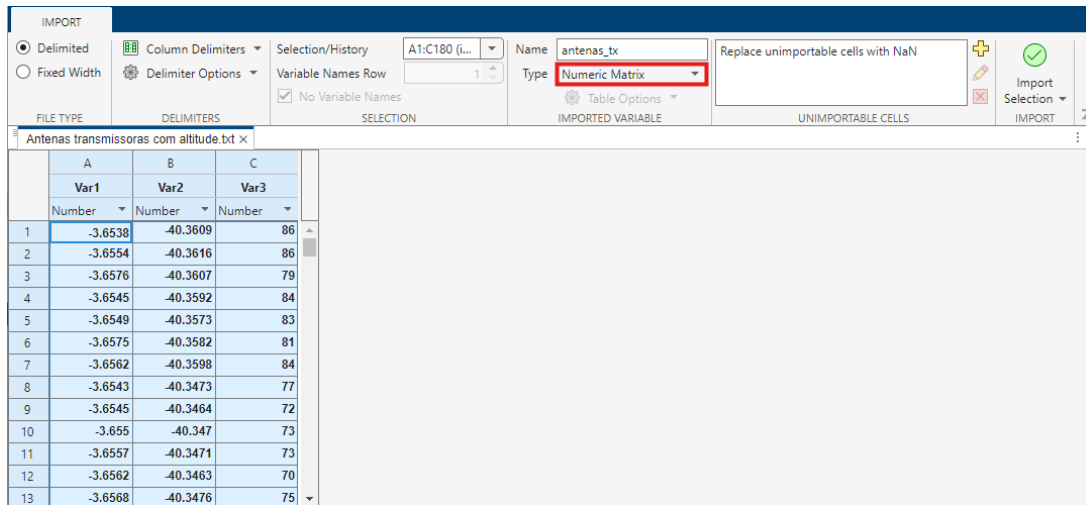 IMPORT
Delimited Column Delimiters Selection/History A1:C180 (i... Name antenas_tx Replace unimportable cells with NaN
Fixed Width Delimiter Options Variable Names Row 1 Type Numeric Matrix Import
No Variable Names Table Options Selection
FILE TYPE DELIMITERS SELECTION IMPORTED VARIABLE UNIMPORTABLE CELLS IMPORT
Antenas transmissoras com altitude.txt
A B C
Var1 Var2 Var3
Number Number Number
1 -3.6538 -40.3609 86
2 -3.6554 -40.3616 86
3 -3.6576 -40.3607 79
4 -3.6545 -40.3592 84
5 -3.6549 -40.3573 83
6 -3.6575 -40.3582 81
7 -3.6562 -40.3598 84
8 -3.6543 -40.3473 77
9 -3.6545 -40.3464 72
10 -3.655 -40.347 73
11 -3.6557 -40.3471 73
12 -3.6562 -40.3463 70
13 -3.6568 -40.3476 75